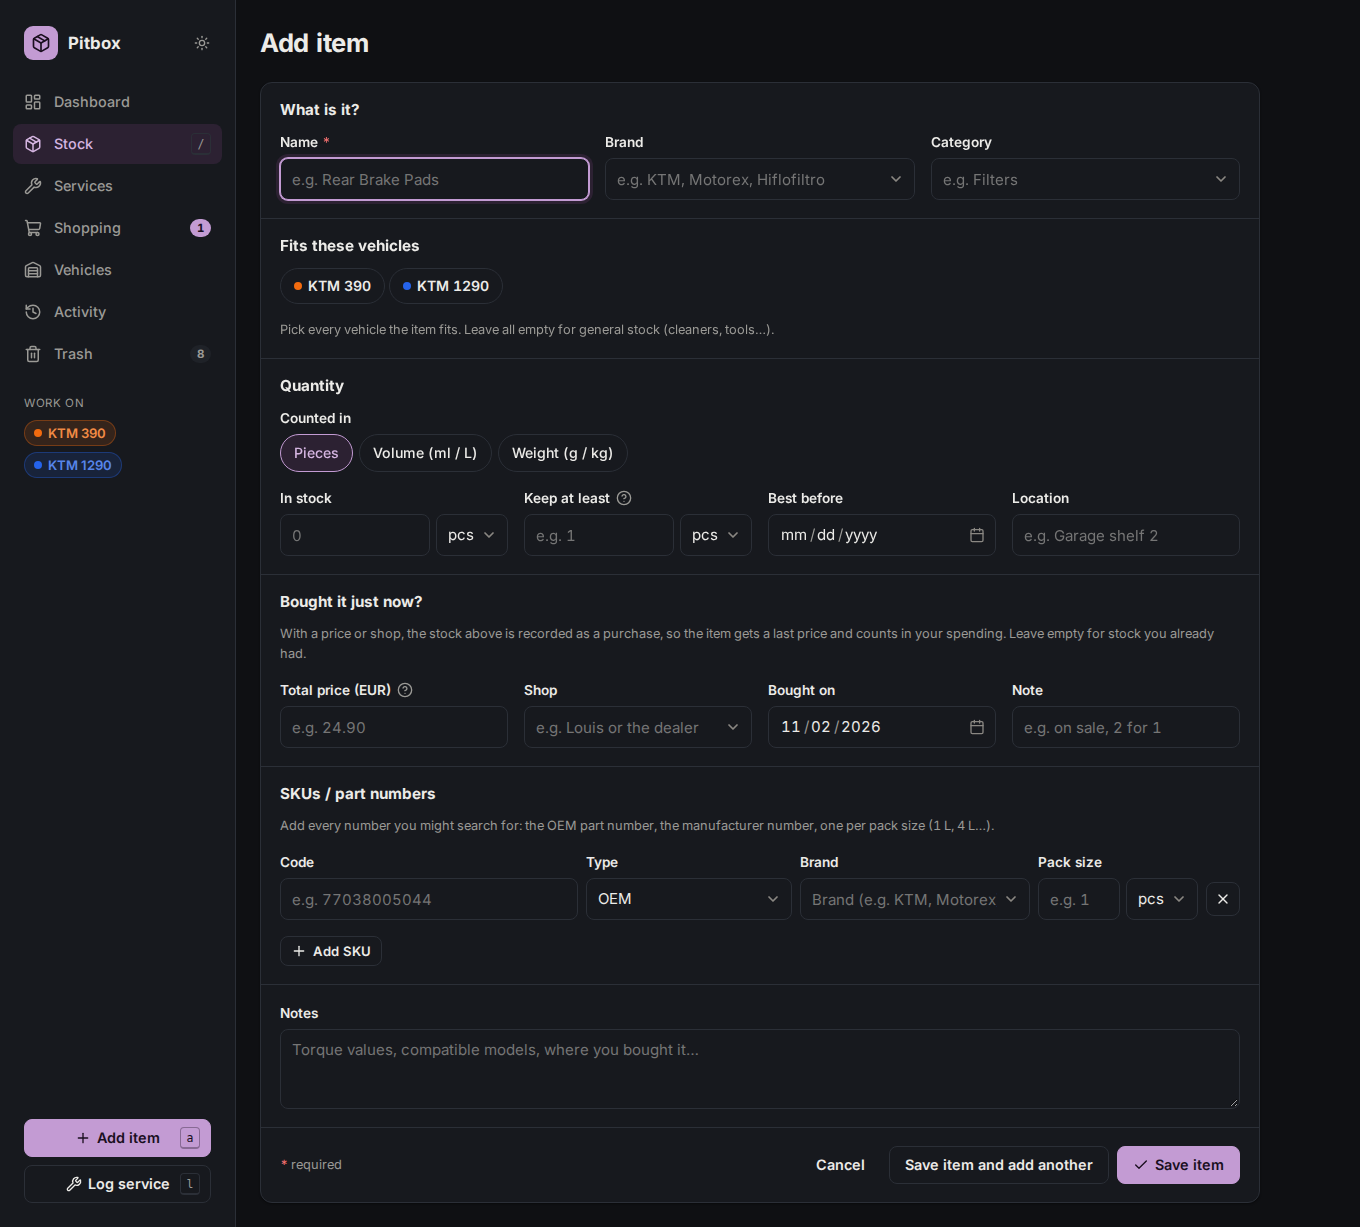 Pitbox
Dashboard
Stock /
Services
Shopping 1
Vehicles
Activity
Trash 8
WORK ON
KTM 390
KTM 1290
Add item a
Log service l
Add item
What is it?
Name * Brand Category
e.g. Rear Brake Pads e.g. KTM, Motorex, Hiflofiltro e.g. Filters
Fits these vehicles
KTM 390 KTM 1290
Pick every vehicle the item fits. Leave all empty for general stock (cleaners, tools…).
Quantity
Counted in
Pieces Volume (ml / L) Weight (g / kg)
In stock Keep at least ? Best before Location
0 pcs e.g. 1 pcs mm/dd/yyyy e.g. Garage shelf 2
Bought it just now?
With a price or shop, the stock above is recorded as a purchase, so the item gets a last price and counts in your spending. Leave empty for stock you already
had.
Total price (EUR) ? Shop Bought on Note
e.g. 24.90 e.g. Louis or the dealer 11/02/2026 e.g. on sale, 2 for 1
SKUs / part numbers
Add every number you might search for: the OEM part number, the manufacturer number, one per pack size (1 L, 4 L…).
Code Type Brand Pack size
e.g. 77038005044 OEM Brand (e.g. KTM, Motorex e.g. 1 pcs
Add SKU
Notes
Torque values, compatible models, where you bought it…
* required Cancel Save item and add another Save item